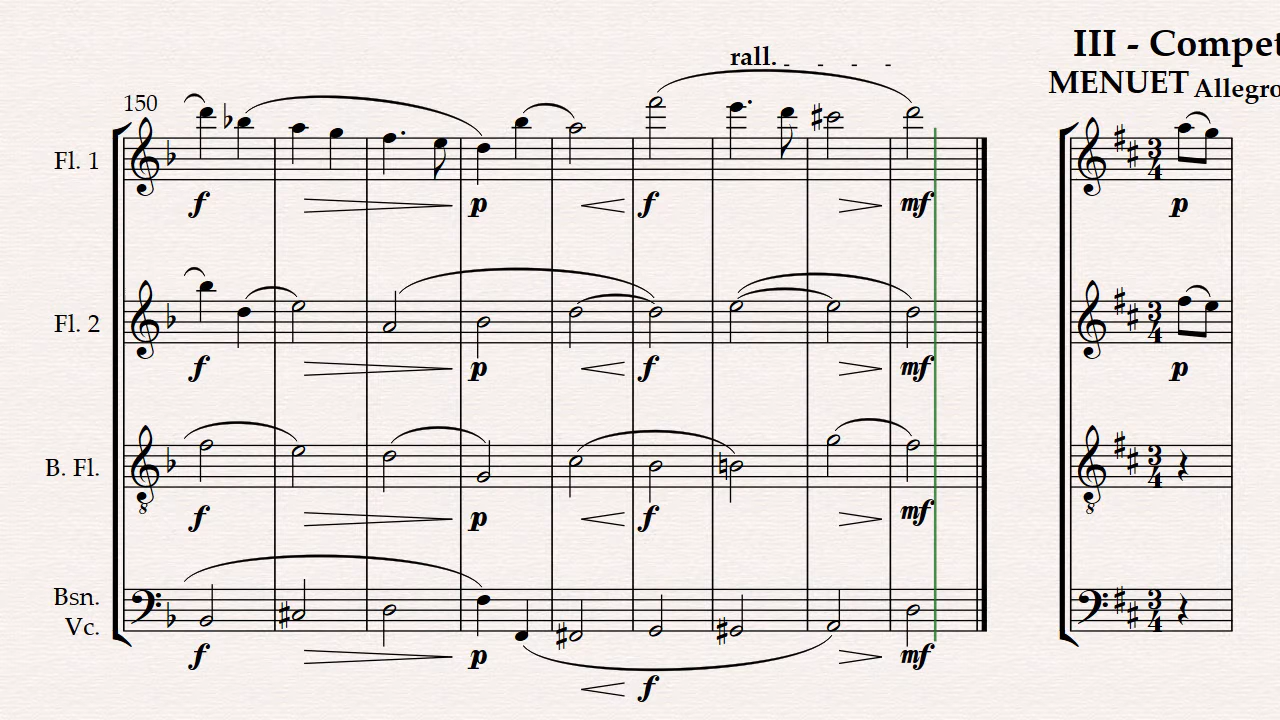 III - Compet
rall. - - - -
MENUET Allegro
150
Fl. 1
f p f mf
p
Fl. 2
f p f mf
p
B. Fl.
f p f mf
Bsn.
Vc.
f p mf
f